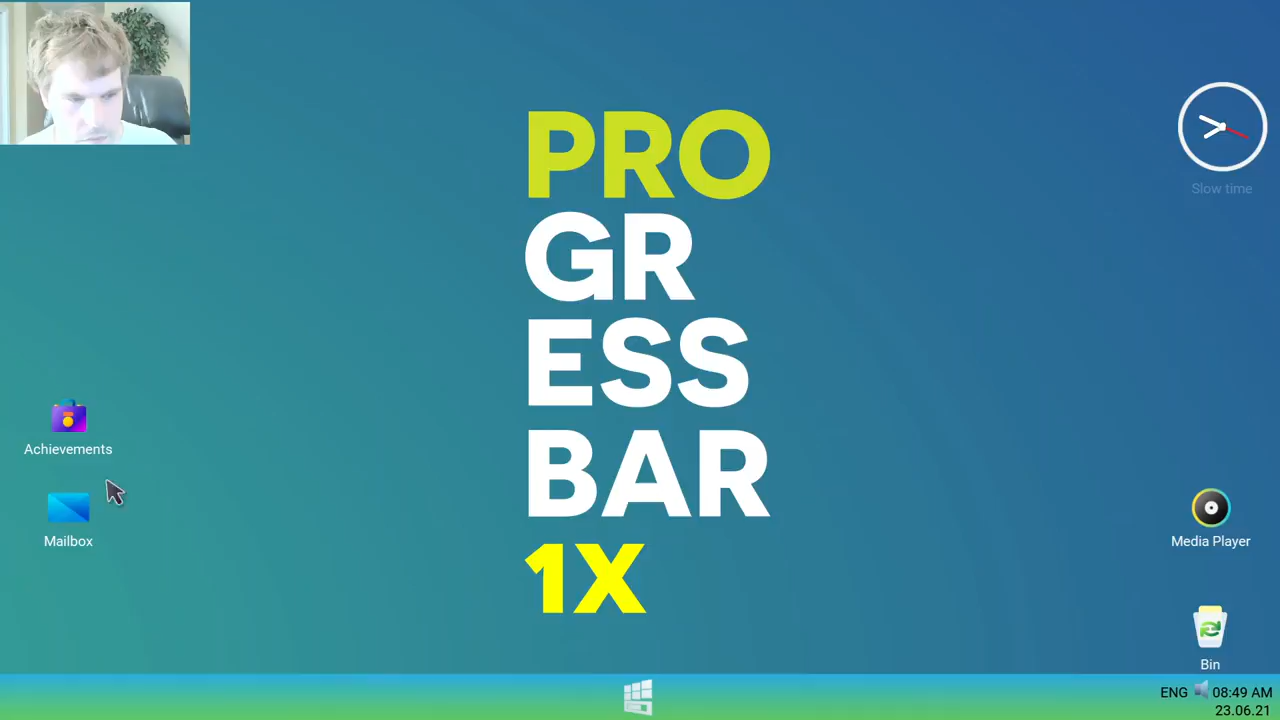 PRO
GR
ESS
BAR
1X
Slow time
Achievements
Mailbox
Media Player
Bin
ENG 08:49 AM
23.06.21